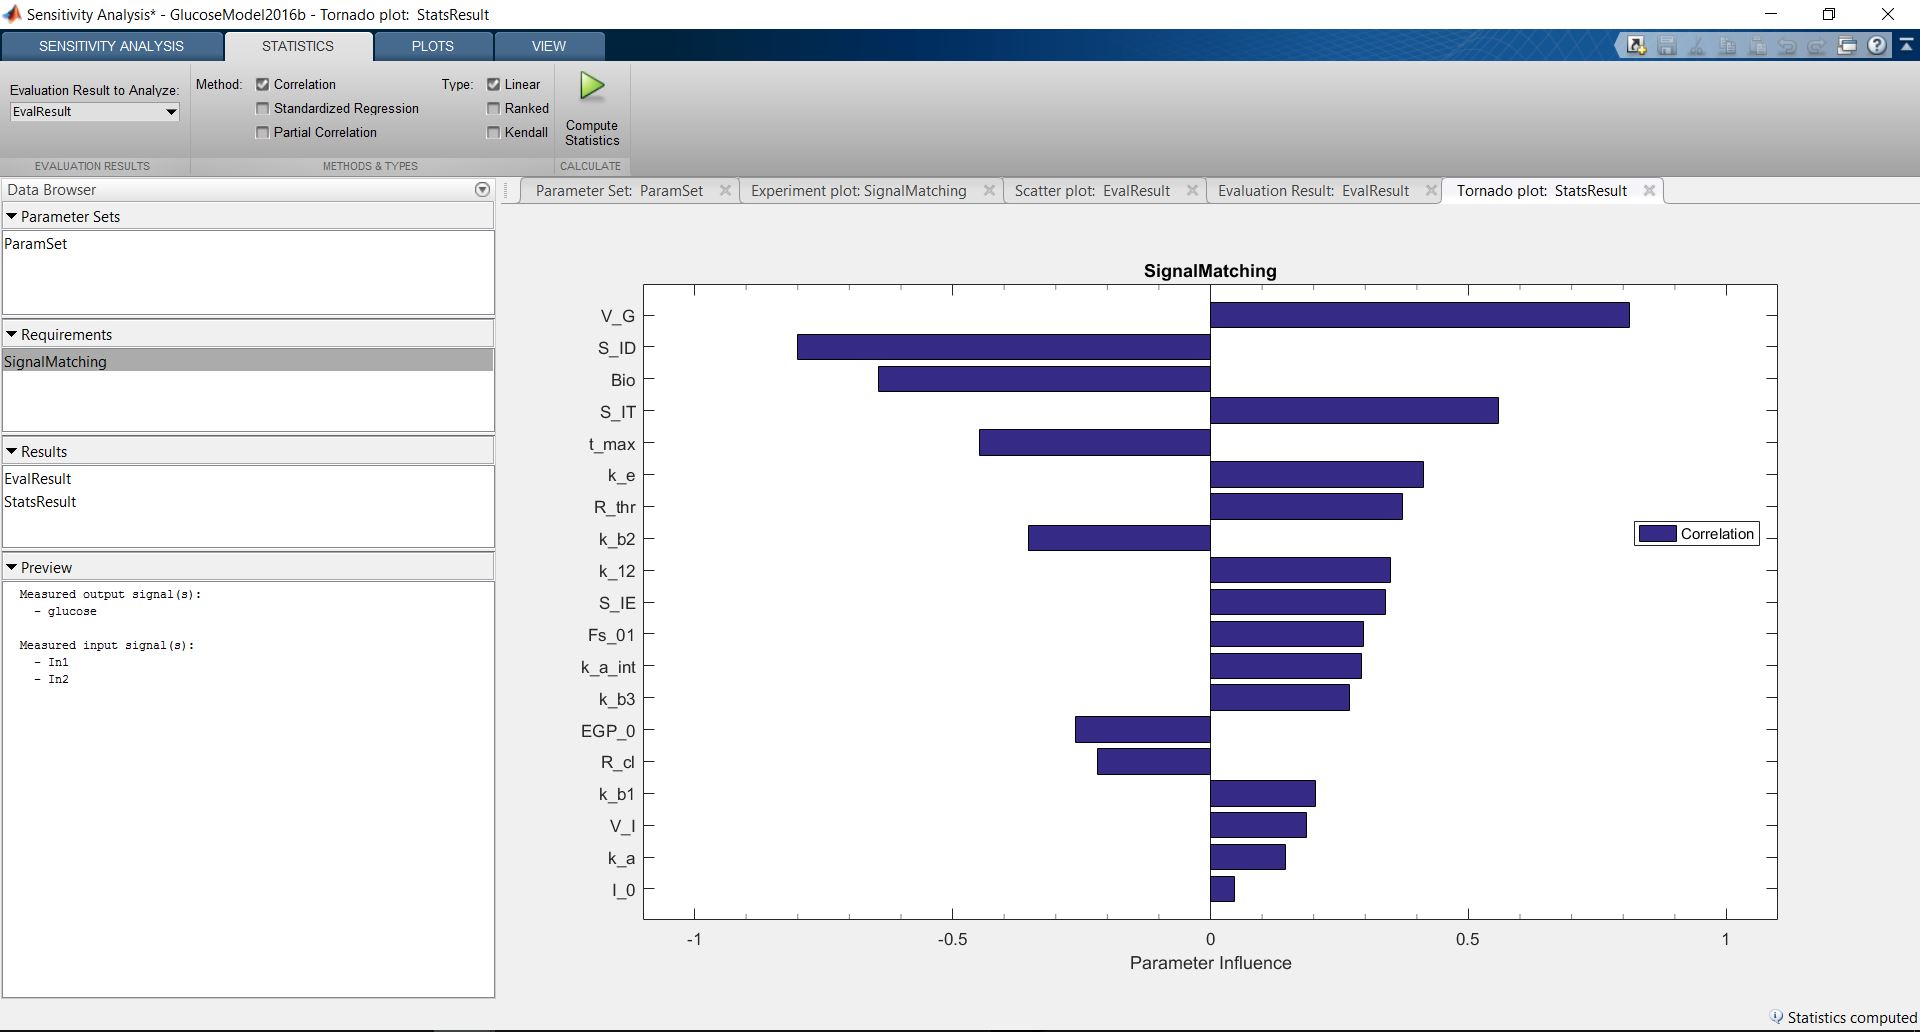 Sensitivity Analysis* - GlucoseModel2016b - Tornado plot: StatsResult
SENSITIVITY ANALYSIS
STATISTICS
PLOTS
VIEW
Evaluation Result to Analyze:
EvalResult
EVALUATION RESULTS
Method:
Correlation
Standardized Regression
Partial Correlation
Type:
Linear
Ranked
Kendall
METHODS & TYPES
Compute
Statistics
CALCULATE
Data Browser
Parameter Sets
ParamSet
Requirements
SignalMatching
Results
EvalResult
StatsResult
Preview
Measured output signal(s):
- glucose
Measured input signal(s):
- In1
- In2
Parameter Set: ParamSet
Experiment plot: SignalMatching
Scatter plot: EvalResult
Evaluation Result: EvalResult
Tornado plot: StatsResult
SignalMatching
V_G
S_ID
Bio
S_IT
t_max
k_e
R_thr
k_b2
k_12
S_IE
Fs_01
k_a_int
k_b3
EGP_0
R_cl
k_b1
V_I
k_a
I_0
Correlation
-1
-0.5
0
0.5
1
Parameter Influence
Statistics computed